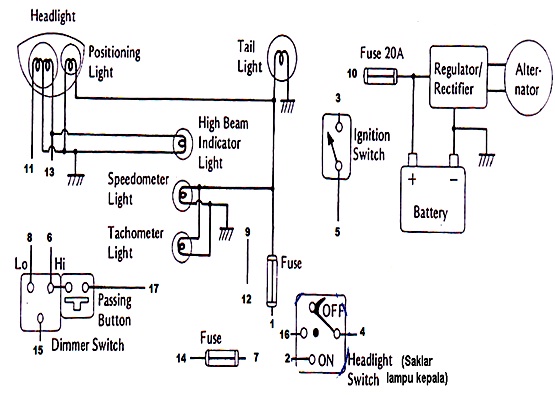 Headlight
Positioning
Light
Tail
Light
Fuse 20A
10
Regulator/
Rectifier
Alter-
nator
3
Ignition
Switch
5
+ −
Battery
High Beam
Indicator
Light
11 13
Speedometer
Light
Tachometer
Light
9
12
Fuse
1
8 6
Lo Hi
17
Passing
Button
15
Dimmer Switch
Fuse
14 7
OFF
16 4
2 ON
Headlight (Saklar
Switch lampu kepala)